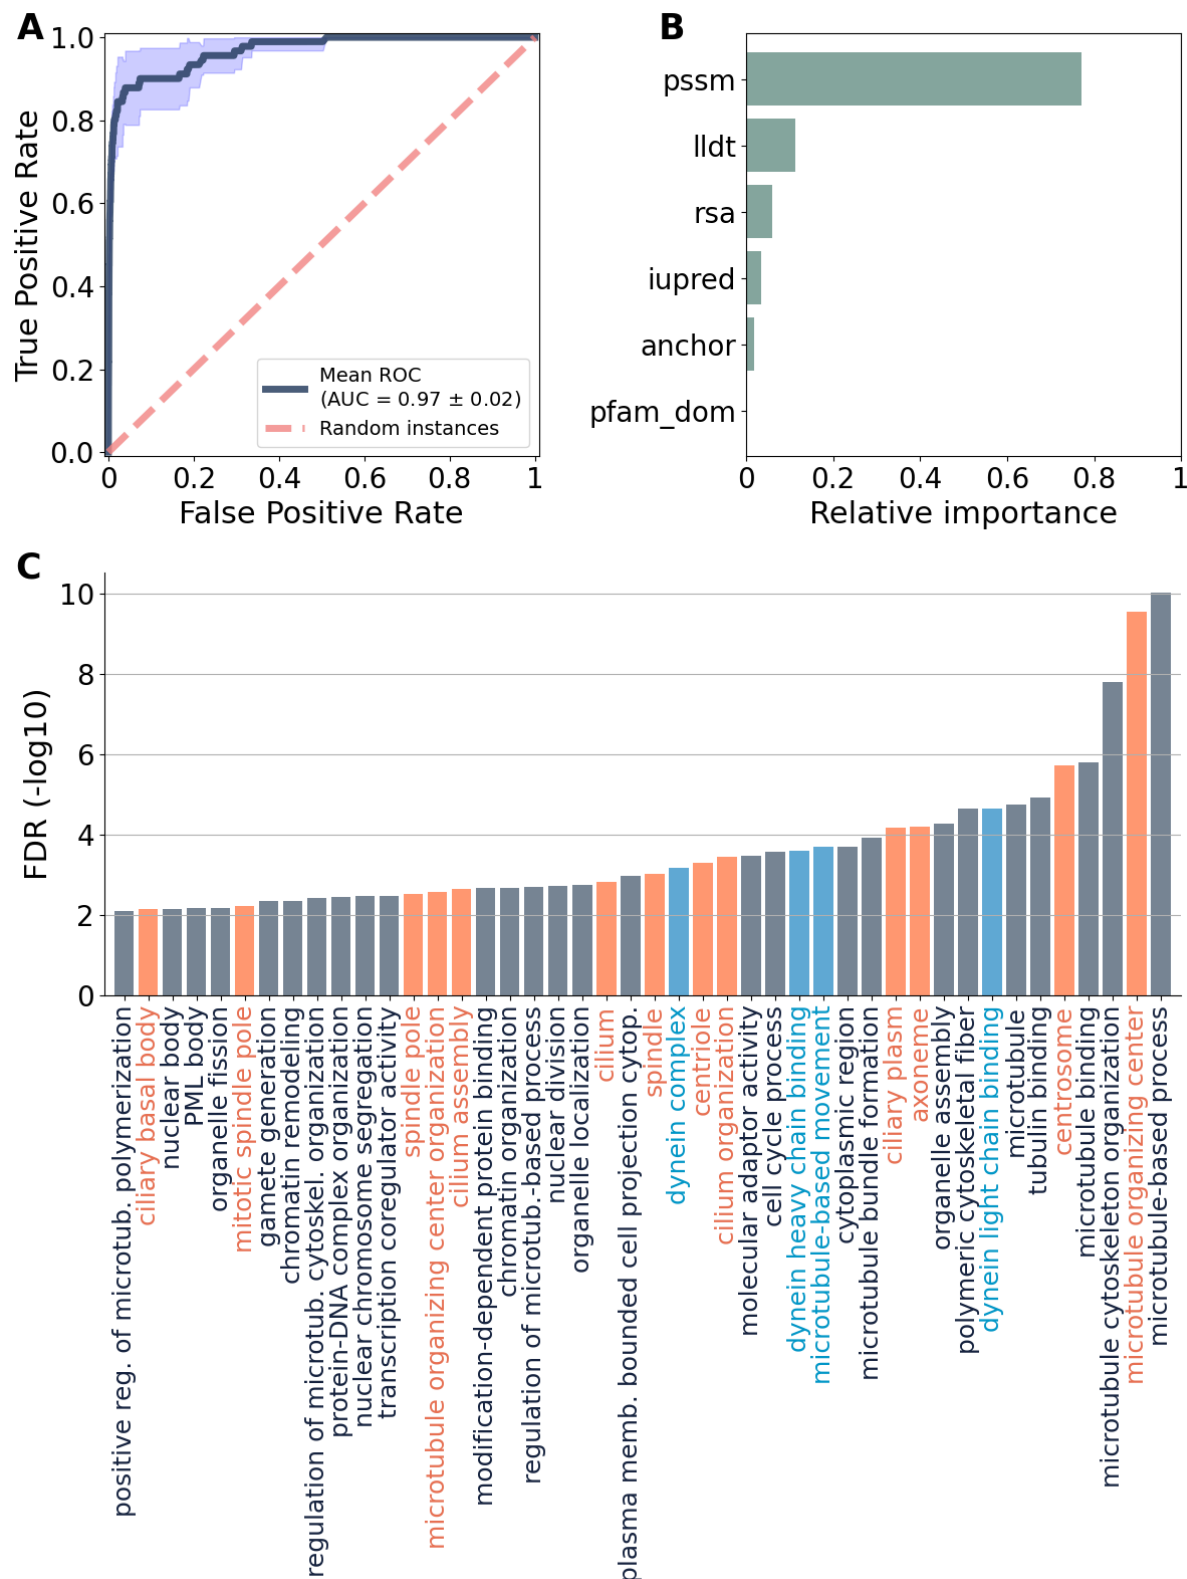 A
1.0
0.8
0.6
0.4
0.2
0.0
True Positive Rate
0
0.2
0.4
0.6
0.8
1
False Positive Rate
Mean ROC
(AUC = 0.97 ± 0.02)
Random instances
B
pssm
lldt
rsa
iupred
anchor
pfam_dom
0
0.2
0.4
0.6
0.8
1
Relative importance
C
FDR (-log10)
10
8
6
4
2
0
positive reg. of microtub. polymerization
ciliary basal body
nuclear body
PML body
organelle fission
mitotic spindle pole
gamete generation
chromatin remodeling
regulation of microtub. cytoskel. organization
protein-DNA complex organization
nuclear chromosome segregation
transcription coregulator activity
spindle pole
microtubule organizing center organization
cilium assembly
modification-dependent protein binding
chromatin organization
regulation of microtub.-based process
nuclear division
organelle localization
cilium
plasma memb. bounded cell projection cytop.
spindle
dynein complex
centriole
cilium organization
molecular adaptor activity
cell cycle process
dynein heavy chain binding
microtubule-based movement
cytoplasmic region
microtubule bundle formation
ciliary plasm
axoneme
organelle assembly
polymeric cytoskeletal fiber
dynein light chain binding
microtubule
tubulin binding
centrosome
microtubule binding
microtubule cytoskeleton organization
microtubule organizing center
microtubule-based process